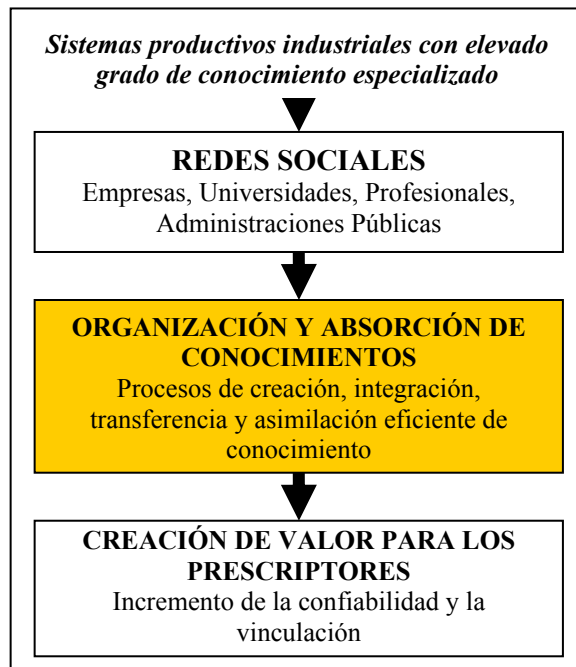 Sistemas productivos industriales con elevado
grado de conocimiento especializado
REDES SOCIALES
Empresas, Universidades, Profesionales,
Administraciones Públicas
ORGANIZACIÓN Y ABSORCIÓN DE
CONOCIMIENTOS
Procesos de creación, integración,
transferencia y asimilación eficiente de
conocimiento
CREACIÓN DE VALOR PARA LOS
PRESCRIPTORES
Incremento de la confiabilidad y la
vinculación